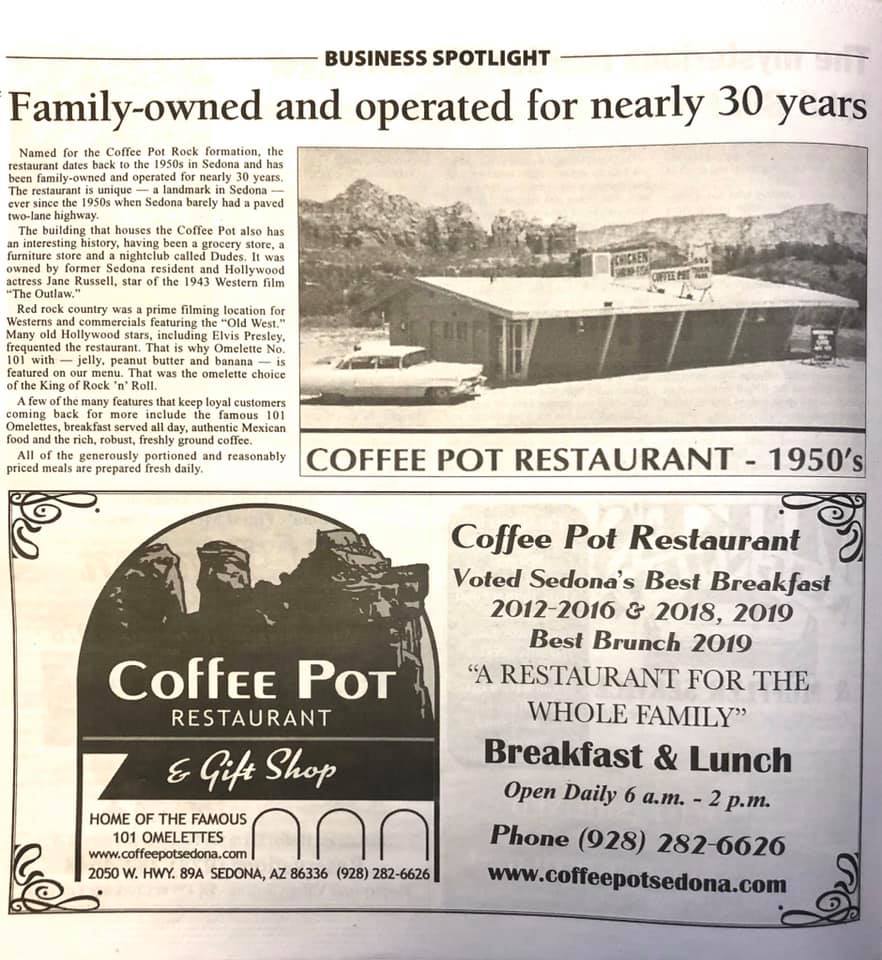 BUSINESS SPOTLIGHT
Family-owned and operated for nearly 30 years
Named for the Coffee Pot Rock formation, the
restaurant dates back to the 1950s in Sedona and has
been family-owned and operated for nearly 30 years.
The restaurant is unique — a landmark in Sedona —
ever since the 1950s when Sedona barely had a paved
two-lane highway.
The building that houses the Coffee Pot also has
an interesting history, having been a grocery store, a
furniture store and a nightclub called Dudes. It was
owned by former Sedona resident and Hollywood
actress Jane Russell, star of the 1943 Western film
"The Outlaw."
Red rock country was a prime filming location for
Westerns and commercials featuring the "Old West."
Many old Hollywood stars, including Elvis Presley,
frequented the restaurant. That is why Omelette No.
101 with — jelly, peanut butter and banana — is
featured on our menu. That was the omelette choice
of the King of Rock 'n' Roll.
A few of the many features that keep loyal customers
coming back for more include the famous 101
Omelettes, breakfast served all day, authentic Mexican
food and the rich, robust, freshly ground coffee.
All of the generously portioned and reasonably
priced meals are prepared fresh daily.
CHICKEN
COFFEE POT
COFFEE POT RESTAURANT - 1950's
Coffee Pot
RESTAURANT
& Gift Shop
HOME OF THE FAMOUS
101 OMELETTES
www.coffeepotsedona.com
2050 W. HWY. 89A SEDONA, AZ 86336 (928) 282-6626
Coffee Pot Restaurant
Voted Sedona's Best Breakfast
2012-2016 & 2018, 2019
Best Brunch 2019
"A RESTAURANT FOR THE
WHOLE FAMILY"
Breakfast & Lunch
Open Daily 6 a.m. - 2 p.m.
Phone (928) 282-6626
www.coffeepotsedona.com